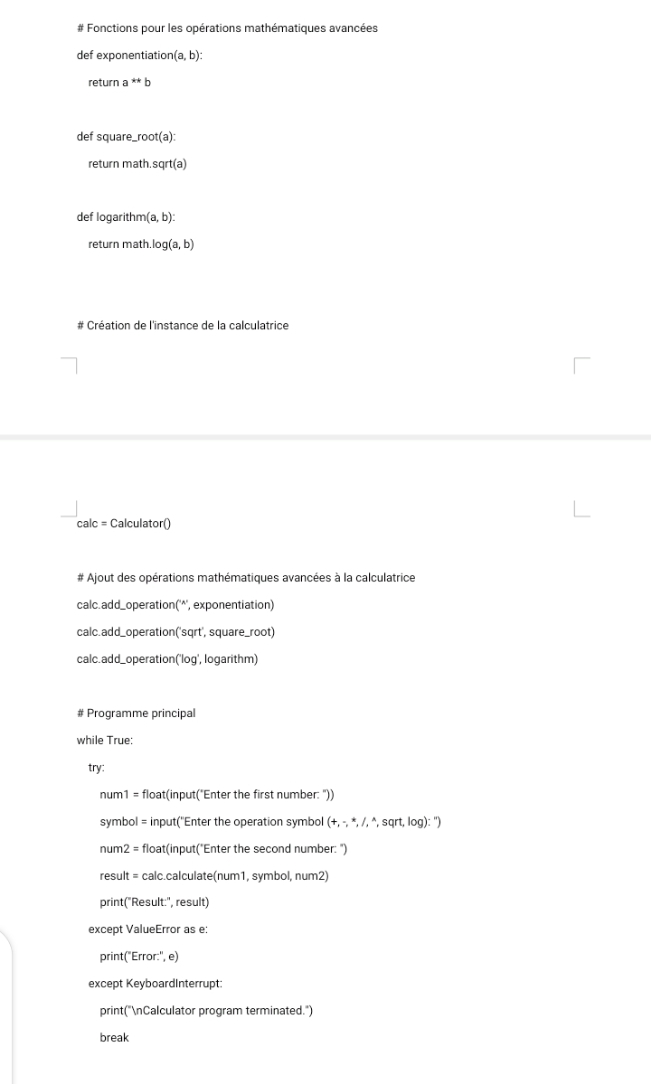 # Fonctions pour les opérations mathématiques avancées
def exponentiation(a, b):
return a ** b
def square_root(a):
return math.sqrt(a)
def logarithm(a, b):
return math.log(a, b)
# Création de l'instance de la calculatrice
calc = Calculator()
# Ajout des opérations mathématiques avancées à la calculatrice
calc.add_operation('^', exponentiation)
calc.add_operation('sqrt', square_root)
calc.add_operation('log', logarithm)
# Programme principal
while True:
try:
num1 = float(input("Enter the first number: "))
symbol = input("Enter the operation symbol (+, -, *, /, ^, sqrt, log): ")
num2 = float(input("Enter the second number: ")
result = calc.calculate(num1, symbol, num2)
print("Result:", result)
except ValueError as e:
print("Error:", e)
except KeyboardInterrupt:
print("\nCalculator program terminated.")
break